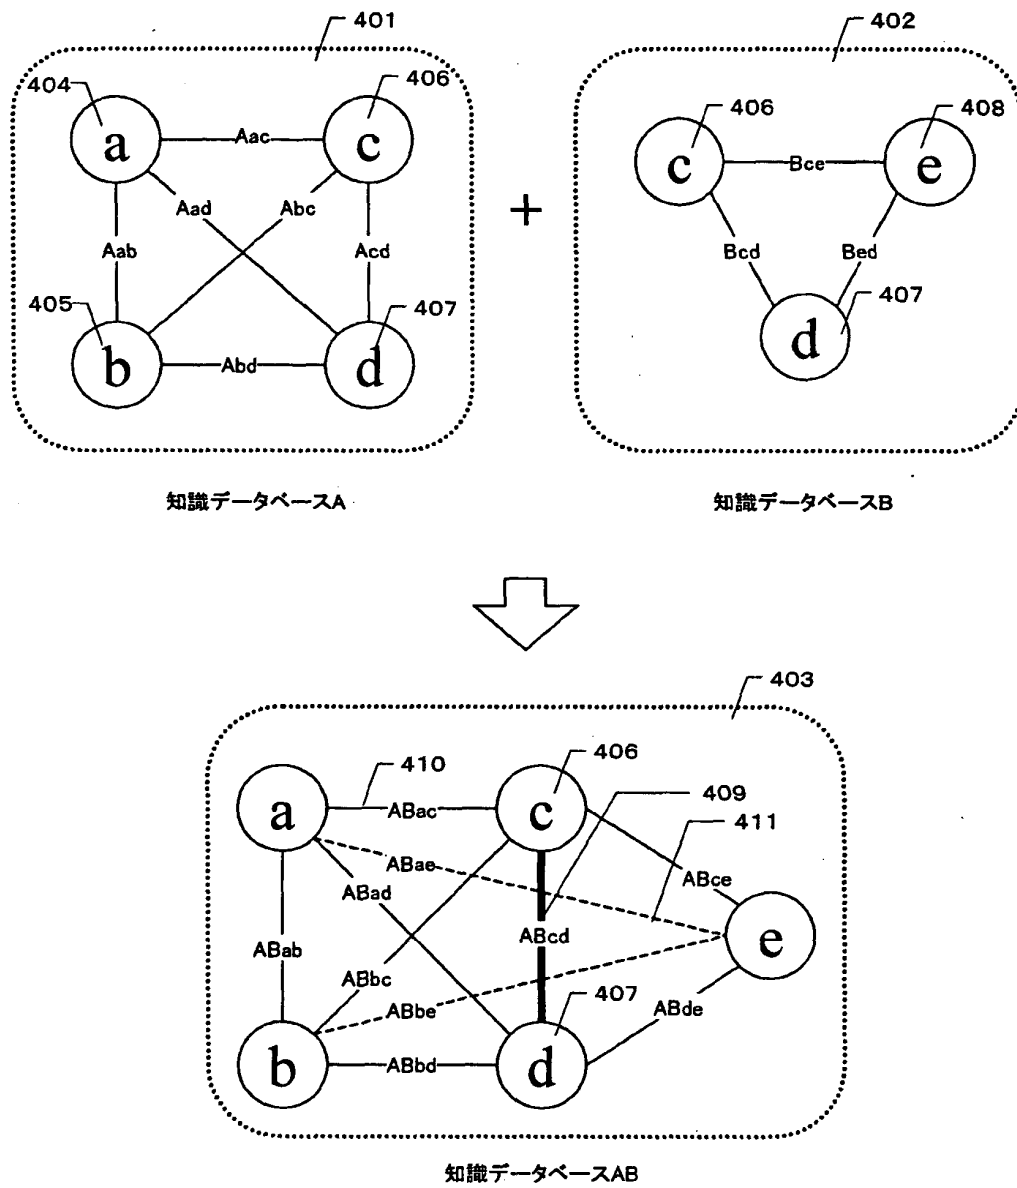 401
402
404
406
a
Aac
c
Aad
Abc
Aab
Acd
405
407
b
Abd
d
+
406
408
c
Bce
e
Bcd
Bed
407
d
知識データベースA
知識データベースB
403
410
406
409
411
a
ABac
c
ABae
ABad
ABce
ABab
ABcd
e
ABbc
ABbe
407
ABde
b
ABbd
d
知識データベースAB